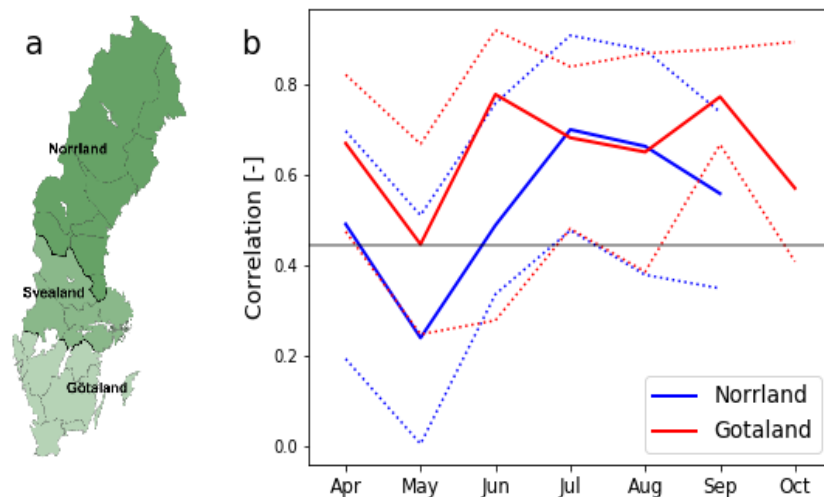 a
Norrland
Svealand
Götaland
b
Correlation [-]
0.8
0.6
0.4
0.2
0.0
Apr May Jun Jul Aug Sep Oct
Norrland
Gotaland